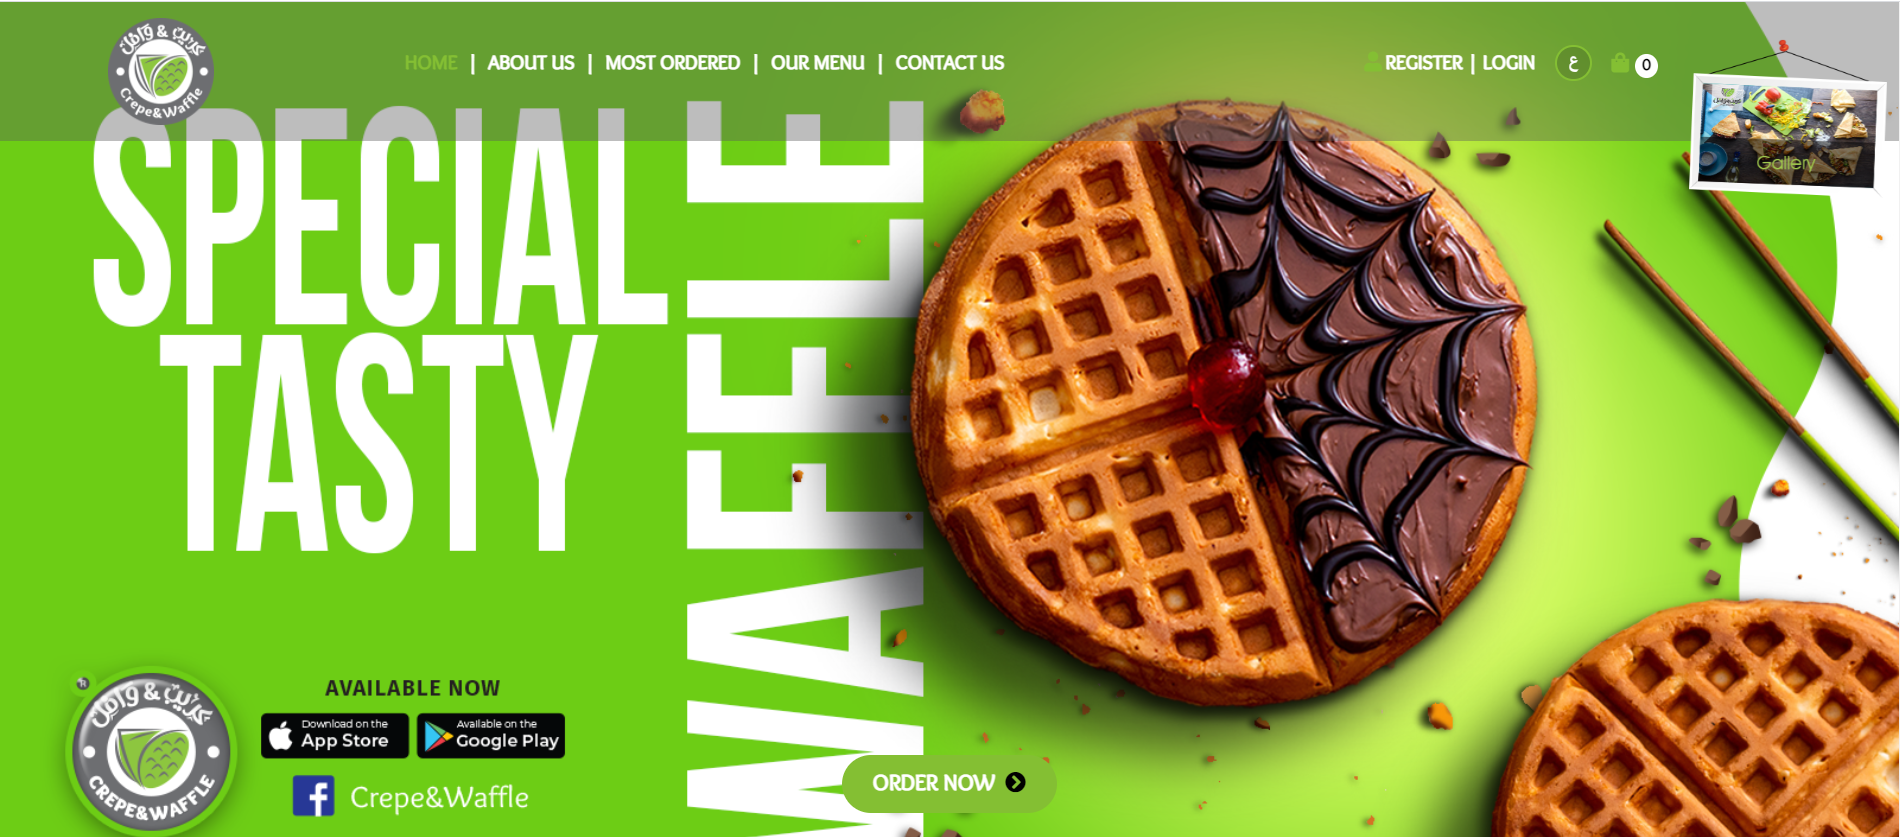 كريب & وافل
Crepe&Waffle
HOME | ABOUT US | MOST ORDERED | OUR MENU | CONTACT US
REGISTER | LOGIN
ع
0
Gallery
SPECIAL
TASTY
WAFFLE
AVAILABLE NOW
Download on the
App Store
Available on the
Google Play
Crepe&Waffle
®
كريب & وافل
CREPE&WAFFLE
ORDER NOW